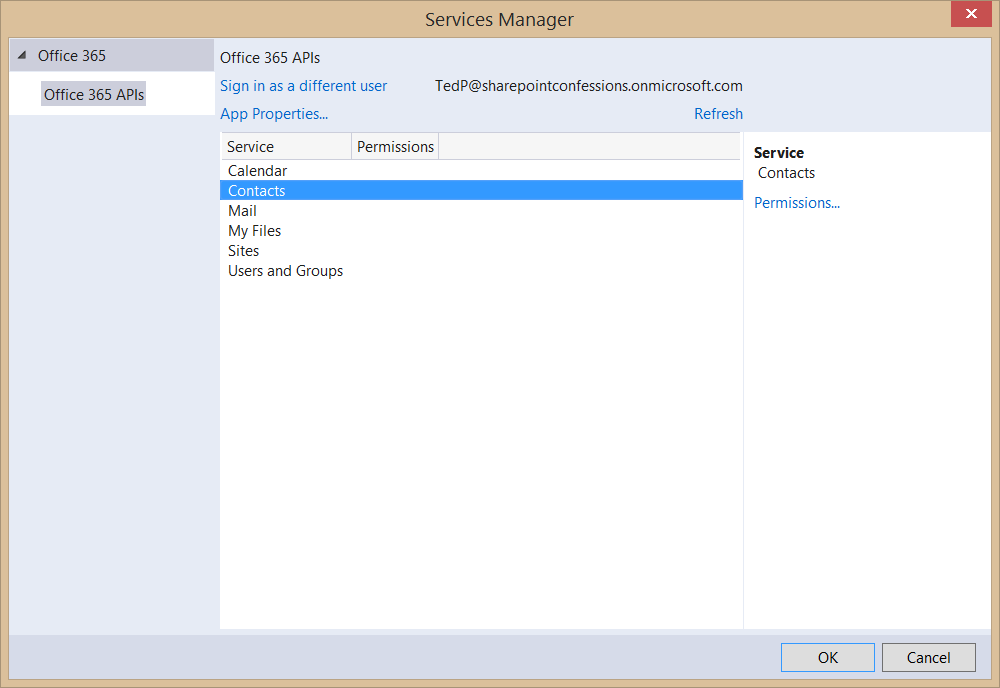 Services Manager
Office 365
Office 365 APIs
Office 365 APIs
Sign in as a different user TedP@sharepointconfessions.onmicrosoft.com
App Properties... Refresh
Service Permissions
Calendar
Contacts
Mail
My Files
Sites
Users and Groups
Service
Contacts
Permissions...
OK Cancel